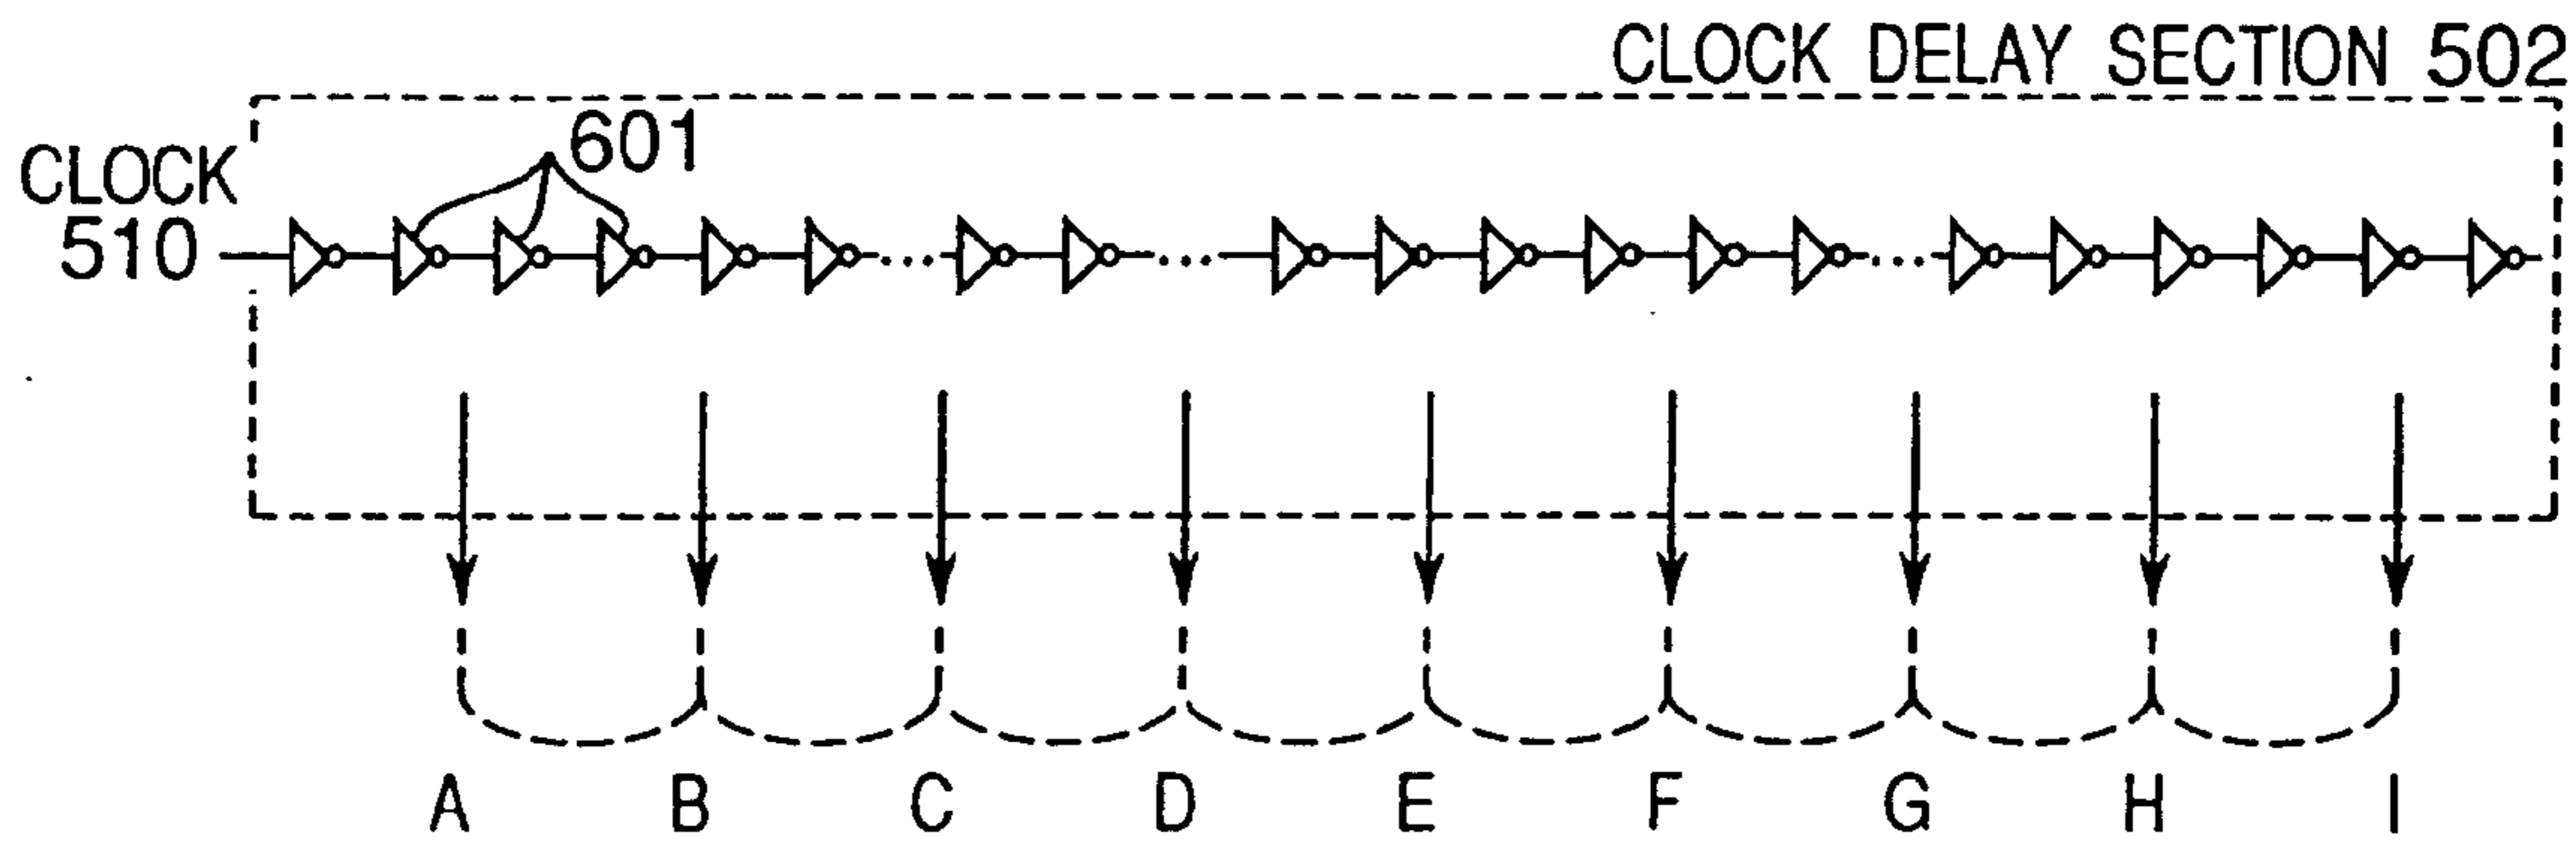 CLOCK DELAY SECTION 502
601
CLOCK
510
A B C D E F G H I